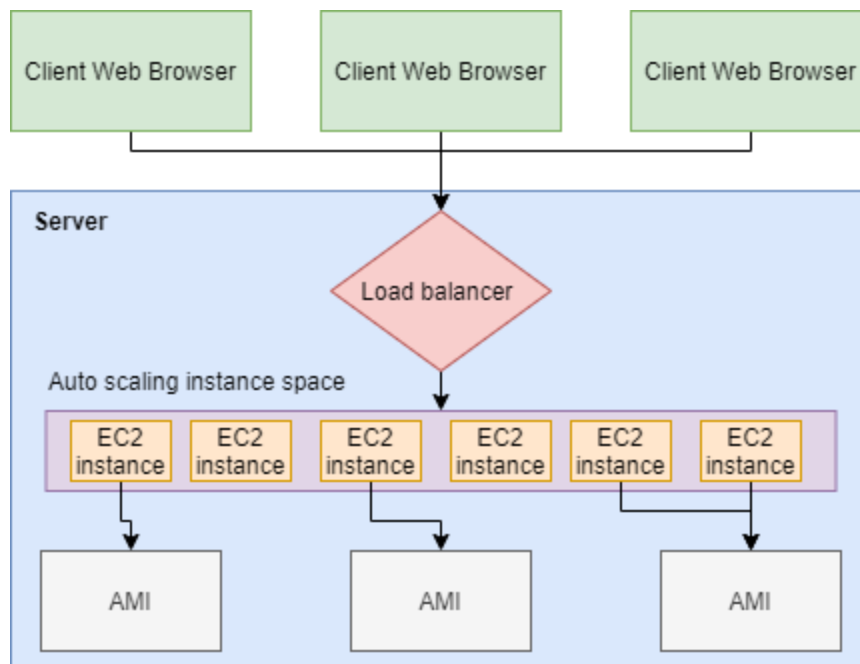 Client Web Browser
Client Web Browser
Client Web Browser
Server
Load balancer
Auto scaling instance space
EC2
instance
EC2
instance
EC2
instance
EC2
instance
EC2
instance
EC2
instance
AMI
AMI
AMI